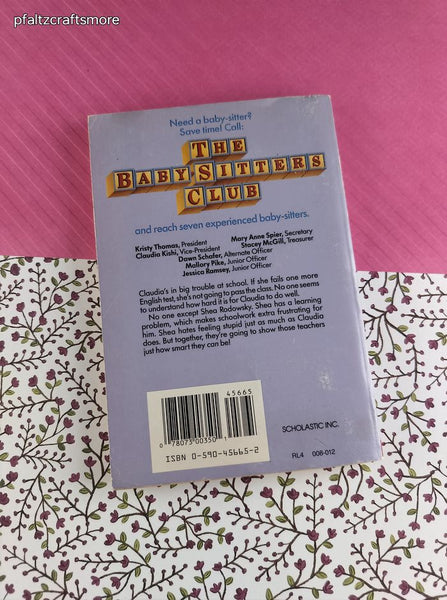 pfaltzcraftsmore
Need a baby-sitter?
Save time! Call:
THE
BABY-SITTERS
CLUB
and reach seven experienced baby-sitters.
Kristy Thomas, President
Mary Anne Spier, Secretary
Claudia Kishi, Vice-President
Stacey McGill, Treasurer
Dawn Schafer, Alternate Officer
Mallory Pike, Junior Officer
Jessica Ramsey, Junior Officer
Claudia's in big trouble at school. If she fails one more
English test, she's not going to pass the class. No one seems
to understand how hard it is for Claudia to do well.
No one except Shea Rodowsky. Shea has a learning
problem, which makes schoolwork extra frustrating for
him. Shea hates feeling stupid just as much as Claudia
does. But together, they're going to show those teachers
just how smart they can be!
45665
0 78073 00350 1
ISBN 0-590-45665-2
SCHOLASTIC INC.
RL4 008-012